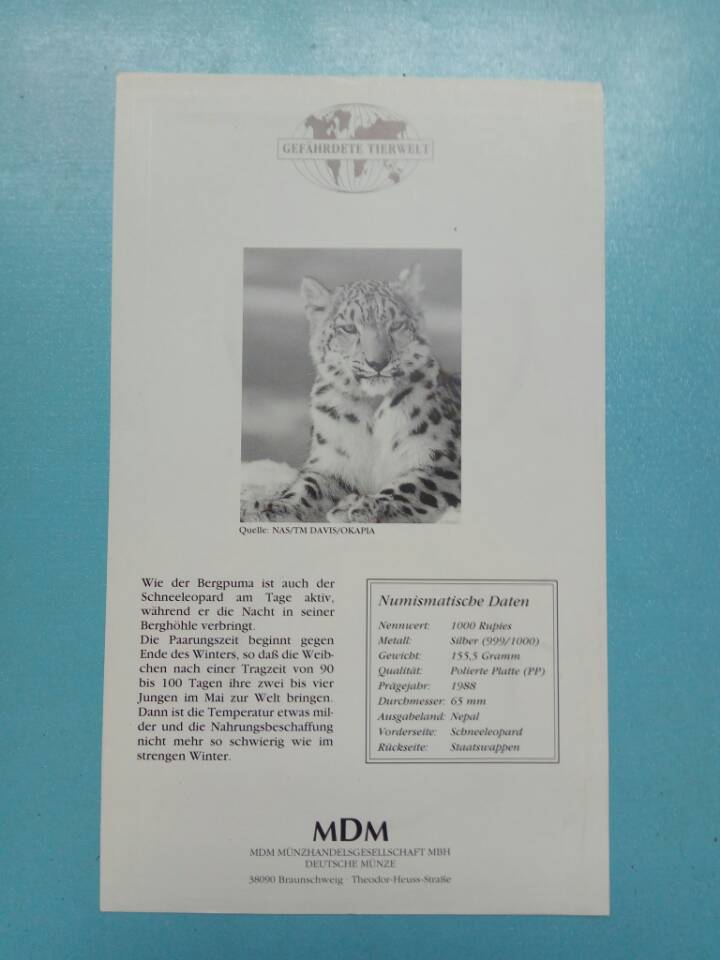 GEFÄHRDETE TIERWELT
Quelle: NAS/TM DAVIS/OKAPIA
Wie der Bergpuma ist auch der
Schneeleopard am Tage aktiv,
während er die Nacht in seiner
Berghöhle verbringt.
Die Paarungszeit beginnt gegen
Ende des Winters, so daß die Weib-
chen nach einer Tragzeit von 90
bis 100 Tagen ihre zwei bis vier
Jungen im Mai zur Welt bringen.
Dann ist die Temperatur etwas mil-
der und die Nahrungsbeschaffung
nicht mehr so schwierig wie im
strengen Winter.
Numismatische Daten
Nennwert: 1000 Rupies
Metall: Silber (999/1000)
Gewicht: 155,5 Gramm
Qualität: Polierte Platte (PP)
Prägejahr: 1988
Durchmesser: 65 mm
Ausgabeland: Nepal
Vorderseite: Schneeleopard
Rückseite: Staatswappen
MDM
MDM MÜNZHANDELSGESELLSCHAFT MBH
DEUTSCHE MÜNZE
38090 Braunschweig · Theodor-Heuss-Straße